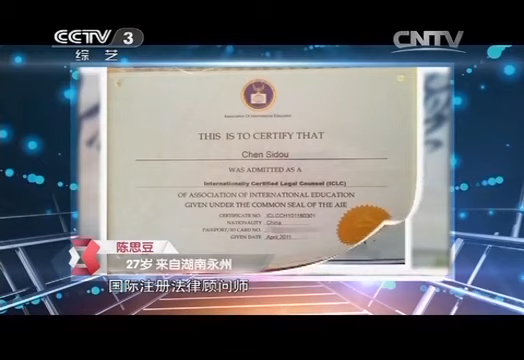 CCTV 3
综艺
CNTV
Association Of International Education
THIS IS TO CERTIFY THAT
Chen Sidou
WAS ADMITTED AS A
Internationally Certified Legal Counsel (ICLC)
OF ASSOCIATION OF INTERNATIONAL EDUCATION
GIVEN UNDER THE COMMON SEAL OF THE AIE
CERTIFICATE NO
NATIONALITY China
PASSPORT/ID CARD NO.
GIVEN DATE April,2011
陈思豆
27岁 来自湖南永州
国际注册法律顾问师